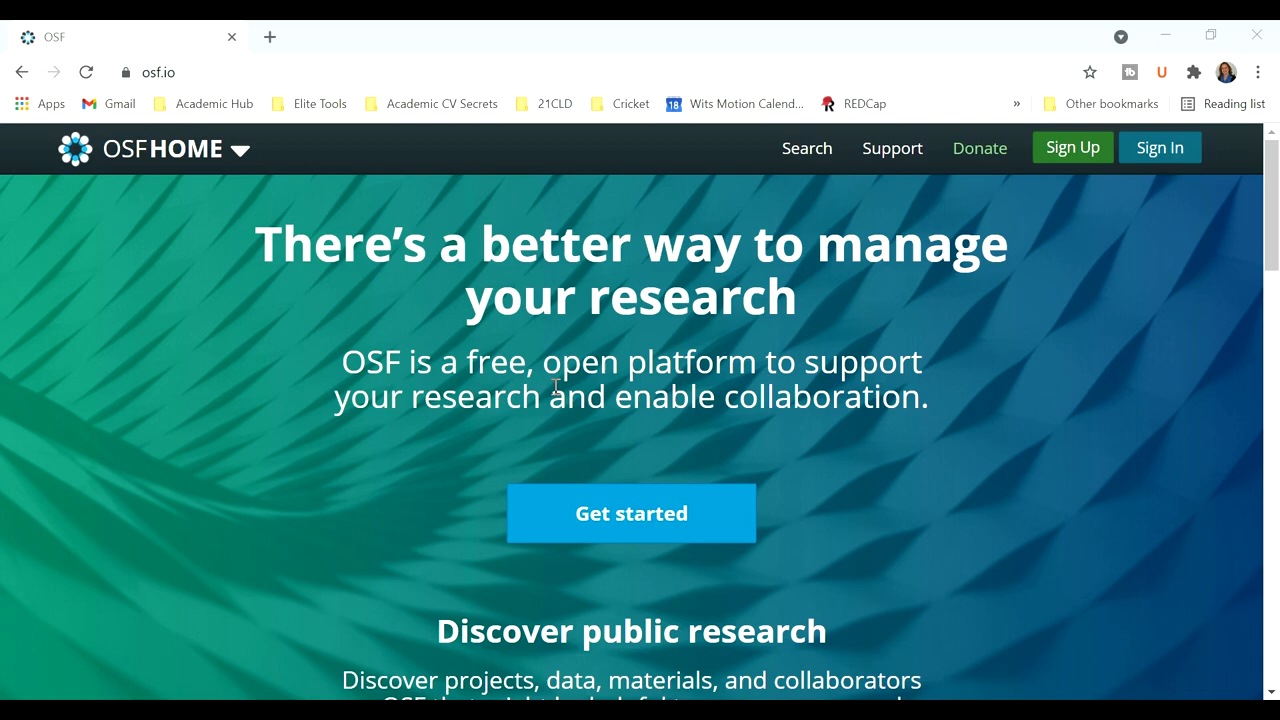 OSF
osf.io
Apps Gmail Academic Hub Elite Tools Academic CV Secrets 21CLD Cricket 18 Wits Motion Calend... REDCap » Other bookmarks Reading list
OSFHOME Search Support Donate Sign Up Sign In
There's a better way to manage
your research
OSF is a free, open platform to support
your research and enable collaboration.
Get started
Discover public research
Discover projects, data, materials, and collaborators